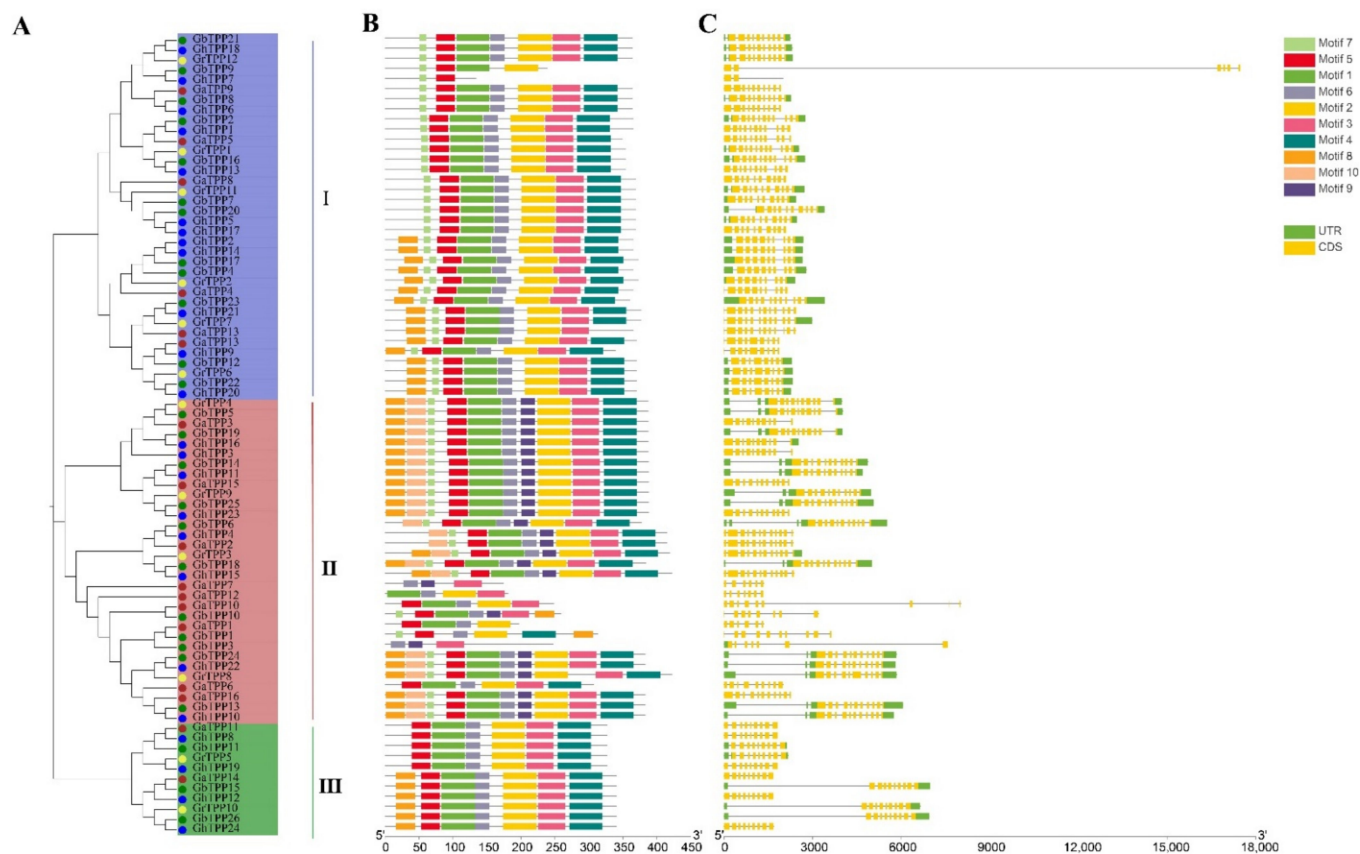 A
B
C
GbTPP21
GhTPP18
GrTPP12
GbTPP9
GhTPP7
GaTPP9
GbTPP8
GhTPP6
GbTPP2
GhTPP1
GaTPP5
GrTPP1
GbTPP16
GhTPP13
GaTPP8
GrTPP11
GbTPP7
GbTPP20
GhTPP5
GhTPP17
GhTPP2
GhTPP14
GbTPP17
GbTPP4
GrTPP2
GaTPP4
GbTPP23
GhTPP21
GrTPP7
GaTPP13
GaTPP13
GhTPP9
GbTPP12
GrTPP6
GbTPP22
GhTPP20
GrTPP4
GbTPP5
GaTPP3
GbTPP19
GhTPP16
GhTPP3
GbTPP14
GhTPP11
GaTPP15
GrTPP9
GbTPP25
GhTPP23
GbTPP6
GhTPP4
GaTPP2
GrTPP3
GbTPP18
GhTPP15
GaTPP7
GaTPP12
GaTPP10
GbTPP10
GaTPP1
GbTPP1
GbTPP3
GbTPP24
GhTPP22
GrTPP8
GaTPP6
GaTPP16
GbTPP13
GhTPP10
GaTPP11
GhTPP8
GbTPP11
GrTPP5
GhTPP19
GaTPP14
GbTPP15
GhTPP12
GrTPP10
GbTPP26
GhTPP24
I
II
III
Motif 7
Motif 5
Motif 1
Motif 6
Motif 2
Motif 3
Motif 4
Motif 8
Motif 10
Motif 9
UTR
CDS
5' 3'
0 50 100 150 200 250 300 350 400 450
5' 3'
0 3000 6000 9000 12,000 15,000 18,000